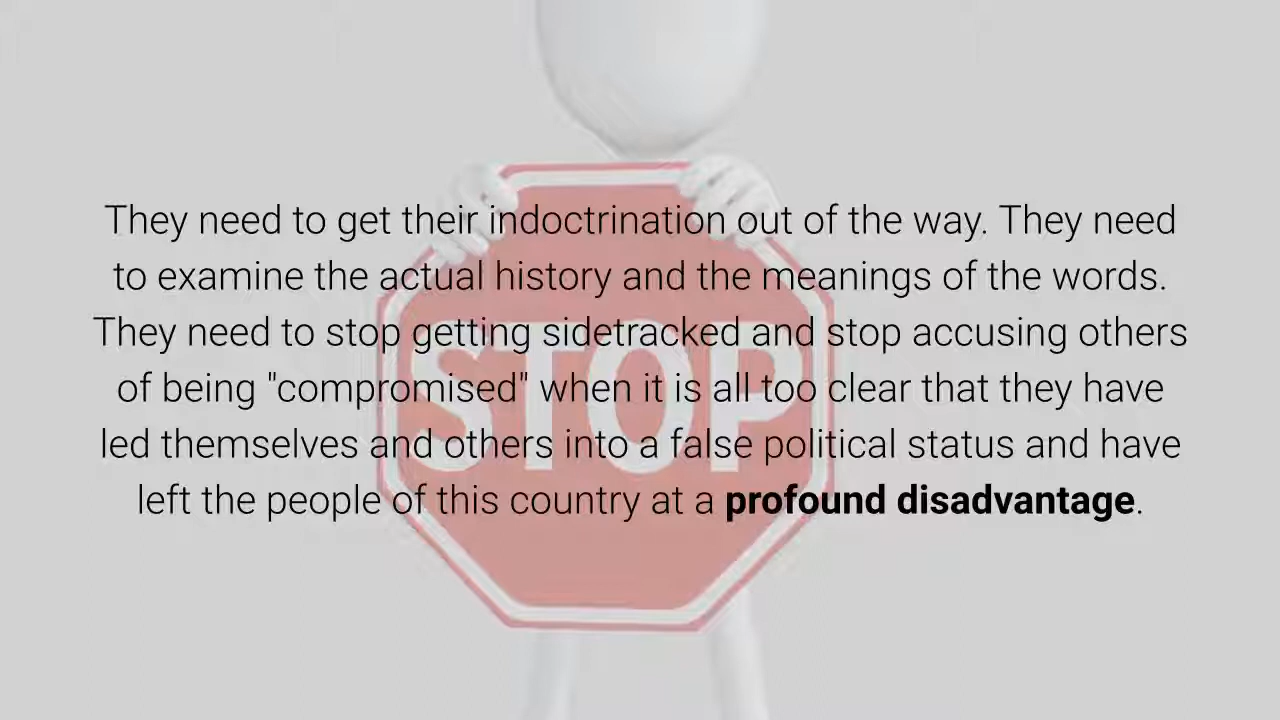 They need to get their indoctrination out of the way. They need
to examine the actual history and the meanings of the words.
They need to stop getting sidetracked and stop accusing others
of being "compromised" when it is all too clear that they have
led themselves and others into a false political status and have
left the people of this country at a profound disadvantage.
STOP